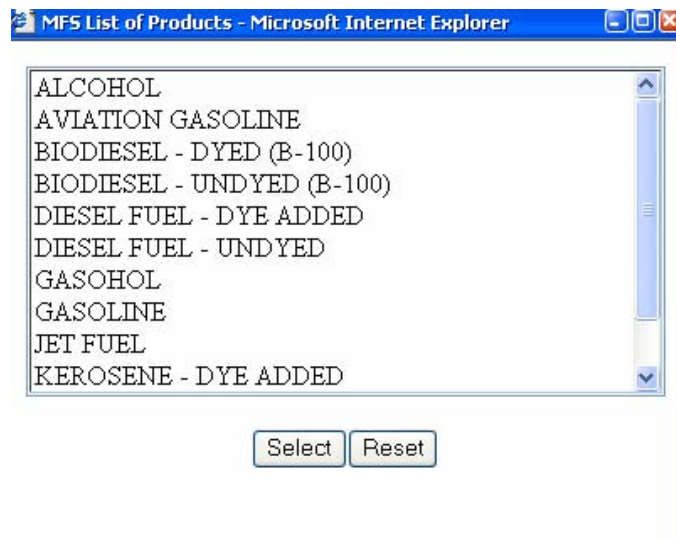 MFS List of Products - Microsoft Internet Explorer
ALCOHOL
AVIATION GASOLINE
BIODIESEL - DYED (B-100)
BIODIESEL - UNDYED (B-100)
DIESEL FUEL - DYE ADDED
DIESEL FUEL - UNDYED
GASOHOL
GASOLINE
JET FUEL
KEROSENE - DYE ADDED
Select Reset